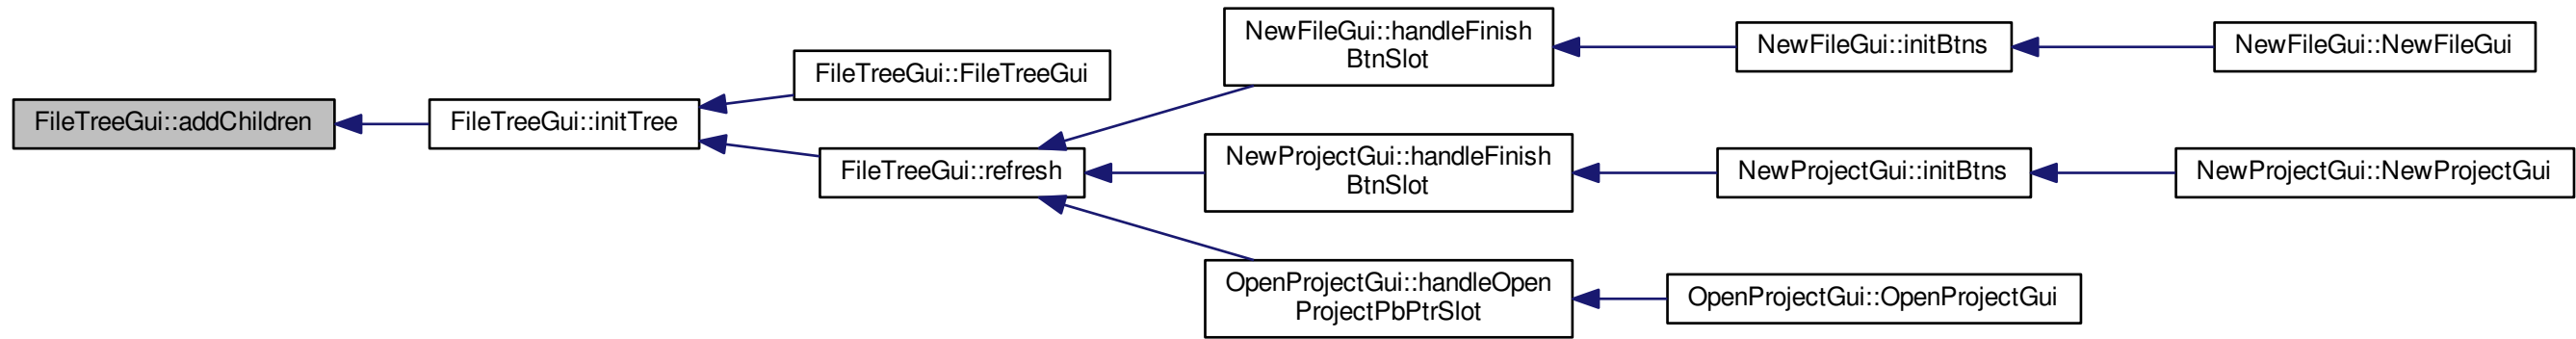 FileTreeGui::addChildren
FileTreeGui::initTree
FileTreeGui::FileTreeGui
FileTreeGui::refresh
NewFileGui::handleFinish
BtnSlot
NewFileGui::initBtns
NewFileGui::NewFileGui
NewProjectGui::handleFinish
BtnSlot
NewProjectGui::initBtns
NewProjectGui::NewProjectGui
OpenProjectGui::handleOpen
ProjectPbPtrSlot
OpenProjectGui::OpenProjectGui